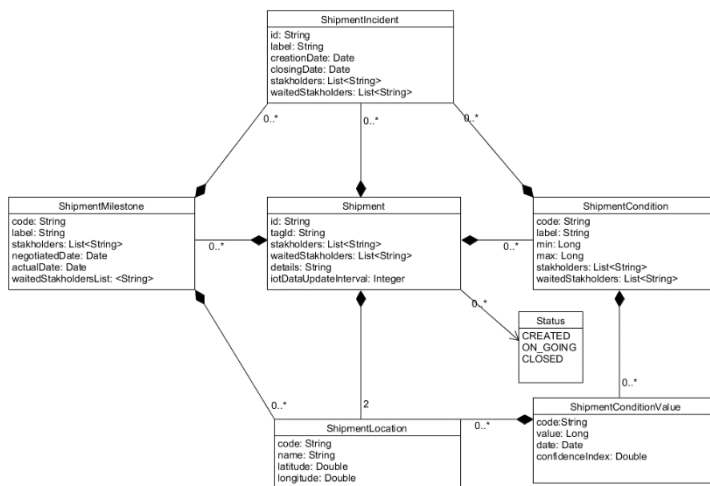 ShipmentIncident
id: String
label: String
creationDate: Date
closingDate: Date
stakholders: List<String>
waitedStakholders: List<String>
0..*
0..*
0..*
ShipmentMilestone
code: String
label: String
stakholders: List<String>
negotiatedDate: Date
actualDate: Date
waitedStakholdersList: <String>
0..*
Shipment
id: String
tagId: String
stakholders: List<String>
waitedStakholders: List<String>
details: String
iotDataUpdateInterval: Integer
0..*
ShipmentCondition
code: String
label: String
min: Long
max: Long
stakholders: List<String>
waitedStakholders: List<String>
0..*
Status
CREATED
ON_GOING
CLOSED
0..*
0..*
2
ShipmentLocation
code: String
name: String
latitude: Double
longitude: Double
0..*
ShipmentConditionValue
code:String
value: Long
date: Date
confidenceIndex: Double